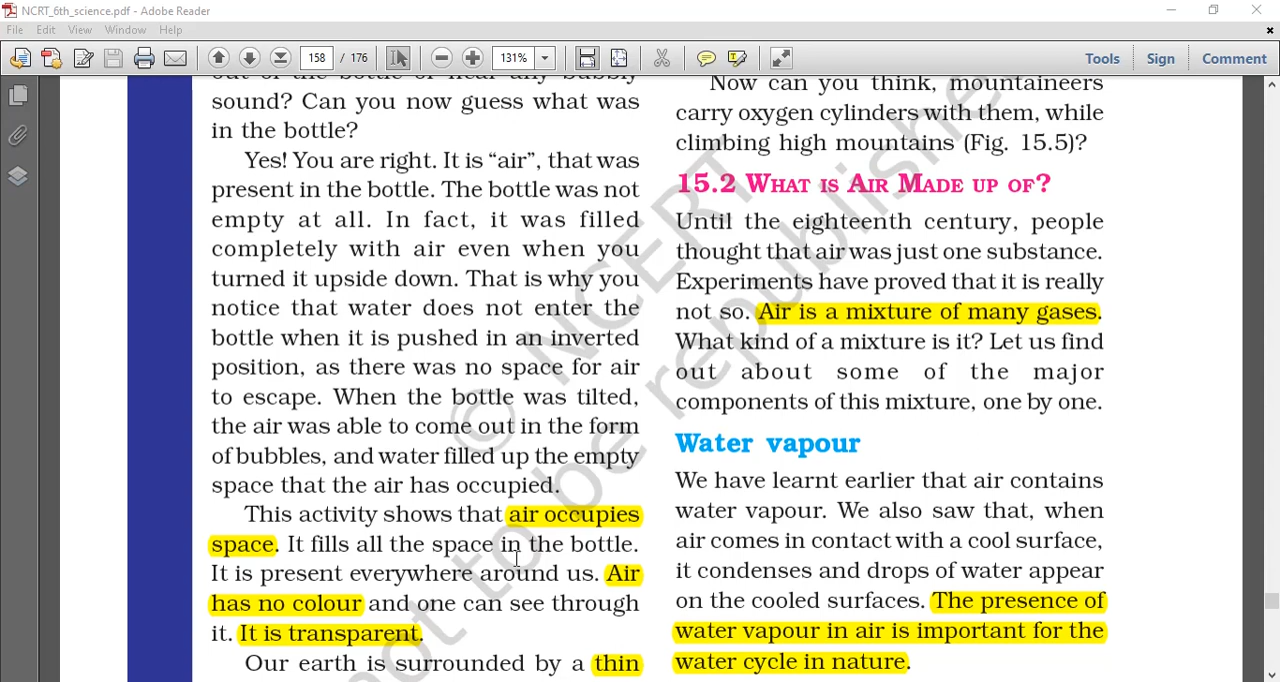 NCRT_6th_science.pdf - Adobe Reader
File Edit View Window Help
158 / 176 131% Tools Sign Comment
out of the bottle or hear any bubbly
sound? Can you now guess what was
in the bottle?
Yes! You are right. It is “air”, that was
present in the bottle. The bottle was not
empty at all. In fact, it was filled
completely with air even when you
turned it upside down. That is why you
notice that water does not enter the
bottle when it is pushed in an inverted
position, as there was no space for air
to escape. When the bottle was tilted,
the air was able to come out in the form
of bubbles, and water filled up the empty
space that the air has occupied.
This activity shows that air occupies
space. It fills all the space in the bottle.
It is present everywhere around us. Air
has no colour and one can see through
it. It is transparent.
Our earth is surrounded by a thin
Now can you think, mountaineers
carry oxygen cylinders with them, while
climbing high mountains (Fig. 15.5)?
15.2 WHAT IS AIR MADE UP OF?
Until the eighteenth century, people
thought that air was just one substance.
Experiments have proved that it is really
not so. Air is a mixture of many gases.
What kind of a mixture is it? Let us find
out about some of the major
components of this mixture, one by one.
Water vapour
We have learnt earlier that air contains
water vapour. We also saw that, when
air comes in contact with a cool surface,
it condenses and drops of water appear
on the cooled surfaces. The presence of
water vapour in air is important for the
water cycle in nature.
© NCERT
not to be republishe